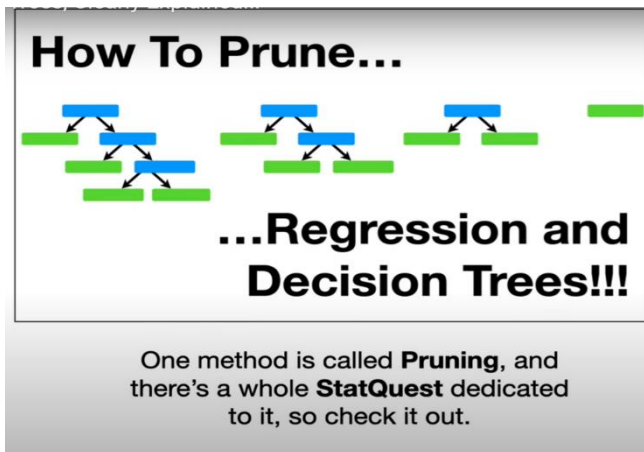 How To Prune...
...Regression and
Decision Trees!!!
One method is called Pruning, and
there's a whole StatQuest dedicated
to it, so check it out.